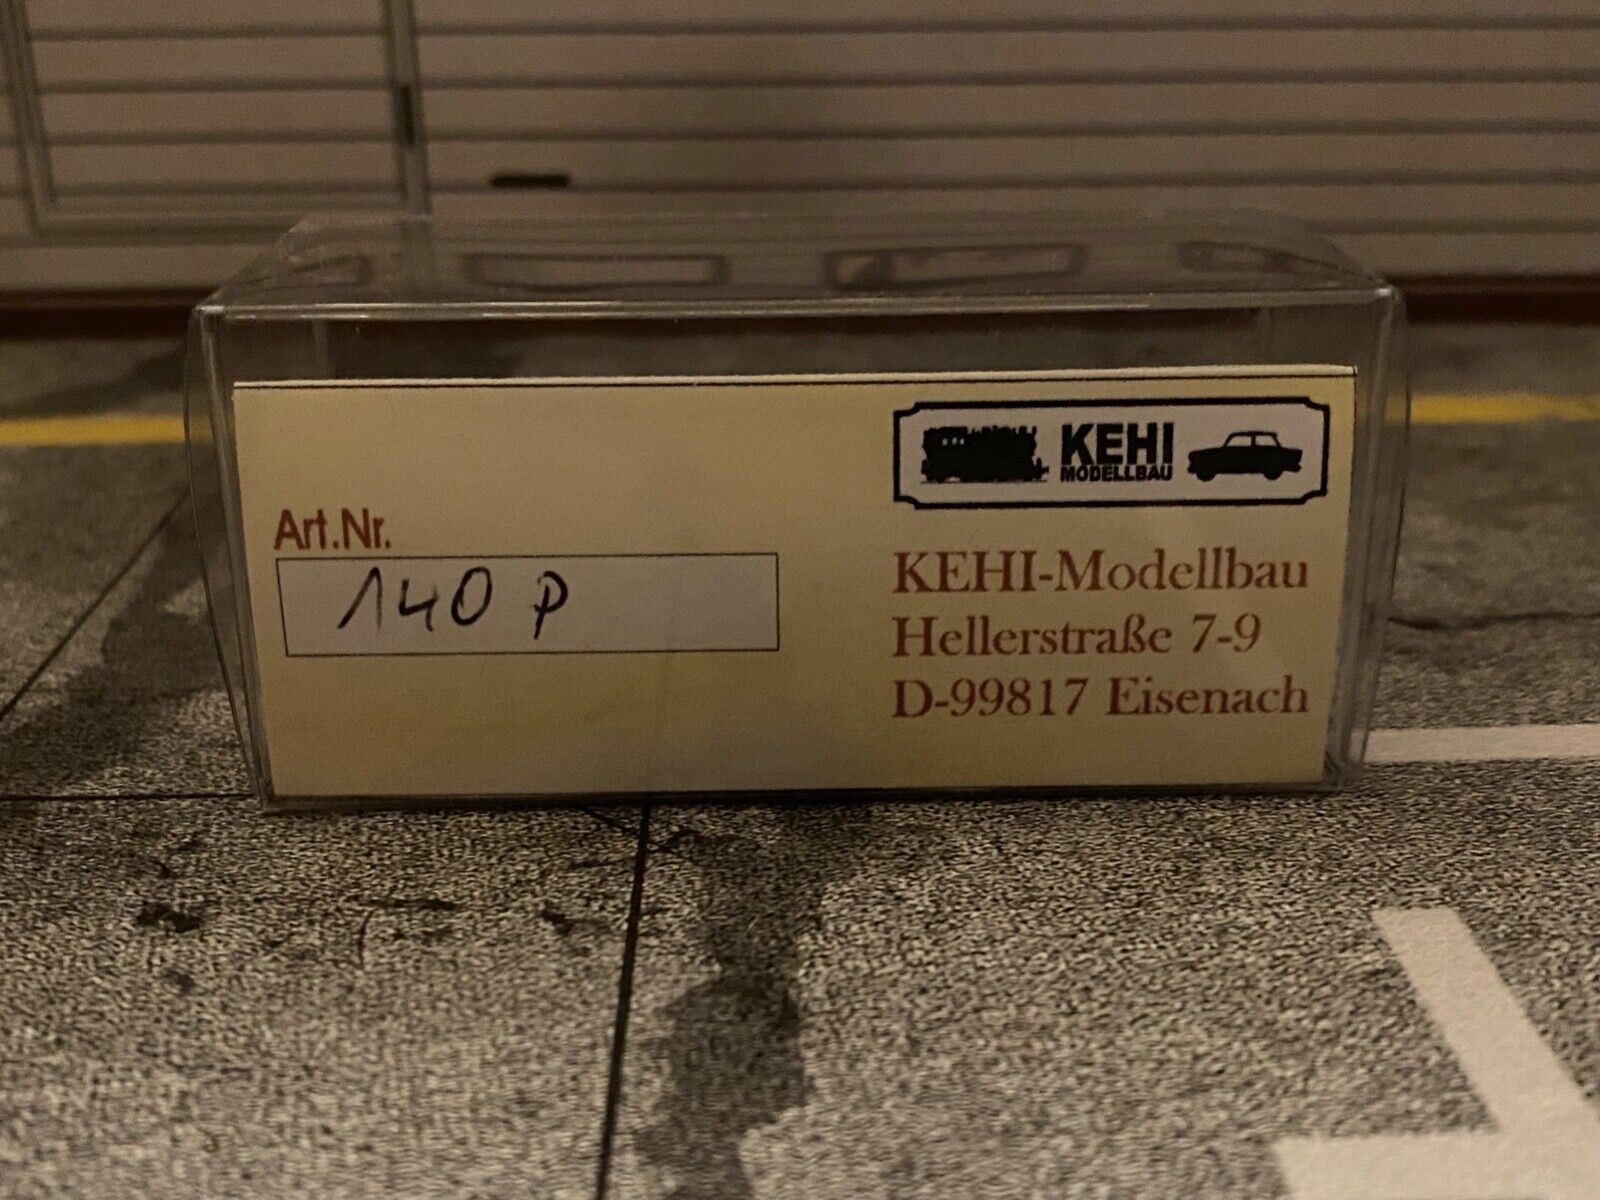 KEHI
MODELLBAU
Art.Nr.
140 P
KEHI-Modellbau
Hellerstraße 7-9
D-99817 Eisenach